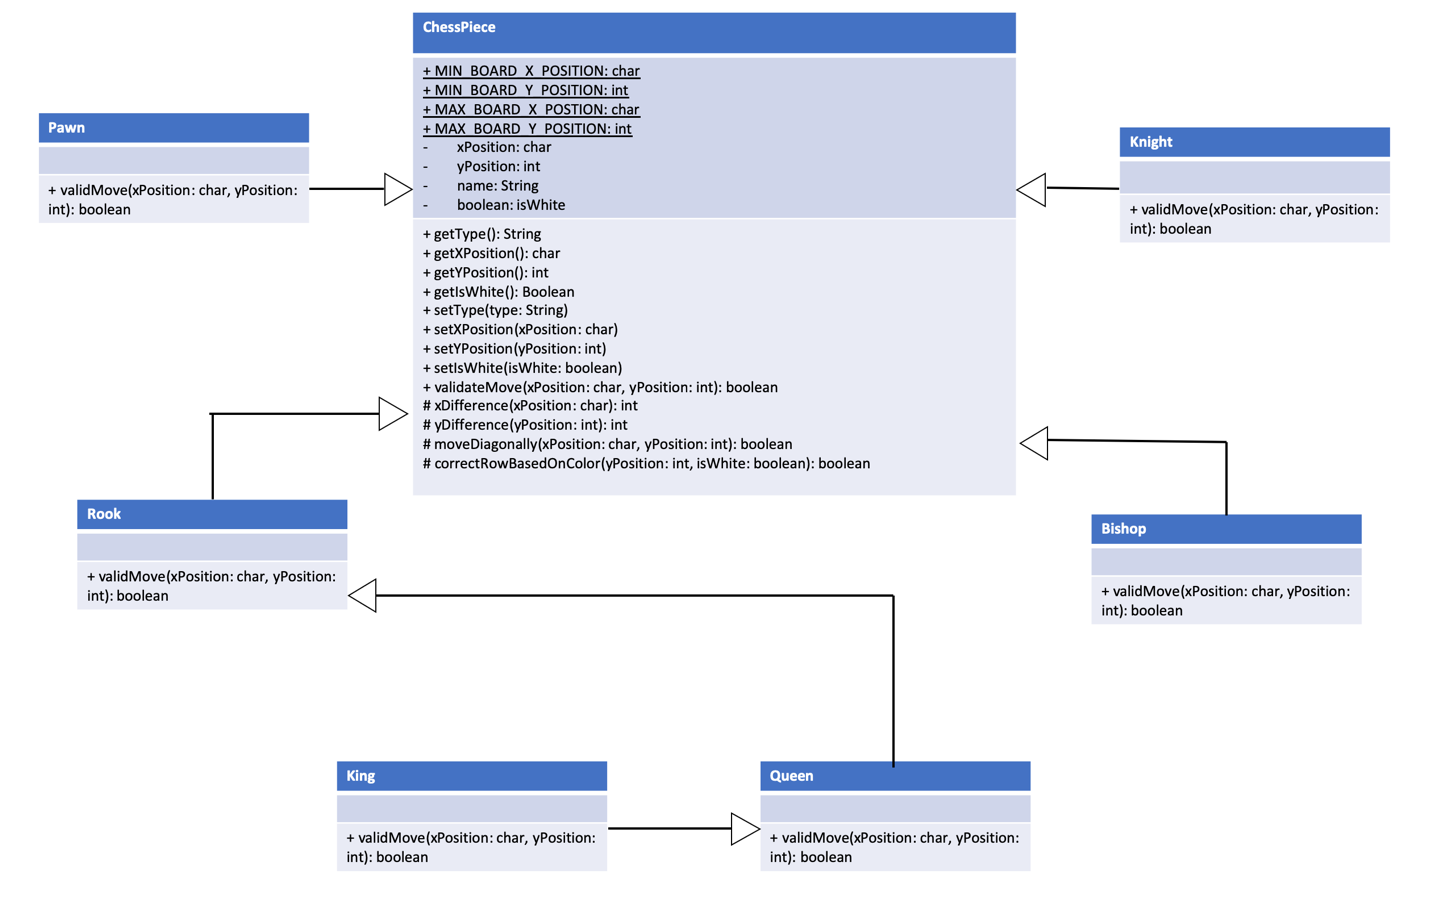 ChessPiece
+ MIN_BOARD_X_POSITION: char
+ MIN_BOARD_Y_POSITION: int
+ MAX_BOARD_X_POSTION: char
+ MAX_BOARD_Y_POSITION: int
- xPosition: char
- yPosition: int
- name: String
- boolean: isWhite
+ getType(): String
+ getXPosition(): char
+ getYPosition(): int
+ getIsWhite(): Boolean
+ setType(type: String)
+ setXPosition(xPosition: char)
+ setYPosition(yPosition: int)
+ setIsWhite(isWhite: boolean)
+ validateMove(xPosition: char, yPosition: int): boolean
# xDifference(xPosition: char): int
# yDifference(yPosition: int): int
# moveDiagonally(xPosition: char, yPosition: int): boolean
# correctRowBasedOnColor(yPosition: int, isWhite: boolean): boolean
Pawn
+ validMove(xPosition: char, yPosition:
int): boolean
Knight
+ validMove(xPosition: char, yPosition:
int): boolean
Rook
+ validMove(xPosition: char, yPosition:
int): boolean
Bishop
+ validMove(xPosition: char, yPosition:
int): boolean
King
+ validMove(xPosition: char, yPosition:
int): boolean
Queen
+ validMove(xPosition: char, yPosition:
int): boolean